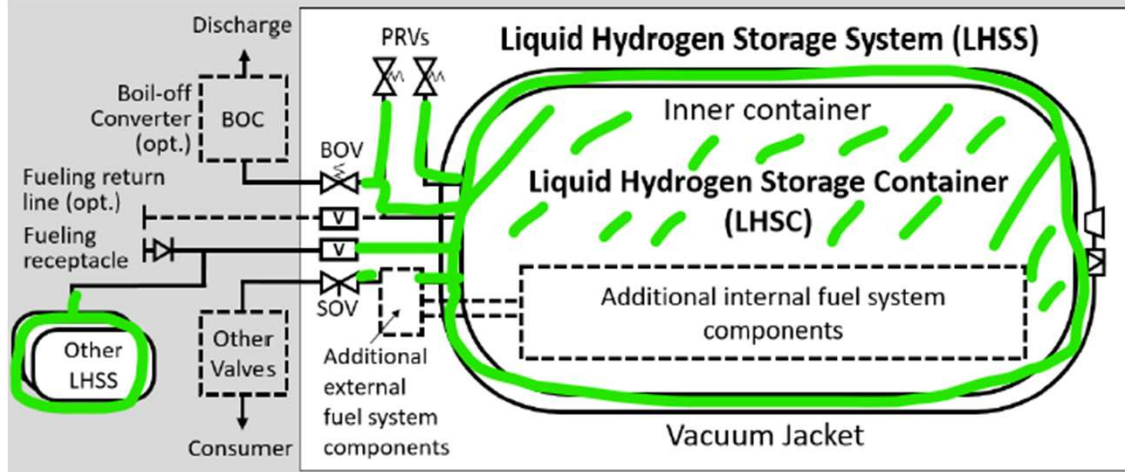 Discharge
PRVs
Liquid Hydrogen Storage System (LHSS)
Boil-off
Converter
(opt.)
BOC
Inner container
BOV
Fueling return
line (opt.)
V
Liquid Hydrogen Storage Container
(LHSC)
Fueling
receptacle
V
SOV
Additional internal fuel system
components
Other
LHSS
Other
Valves
Additional
external
fuel system
components
Consumer
Vacuum Jacket